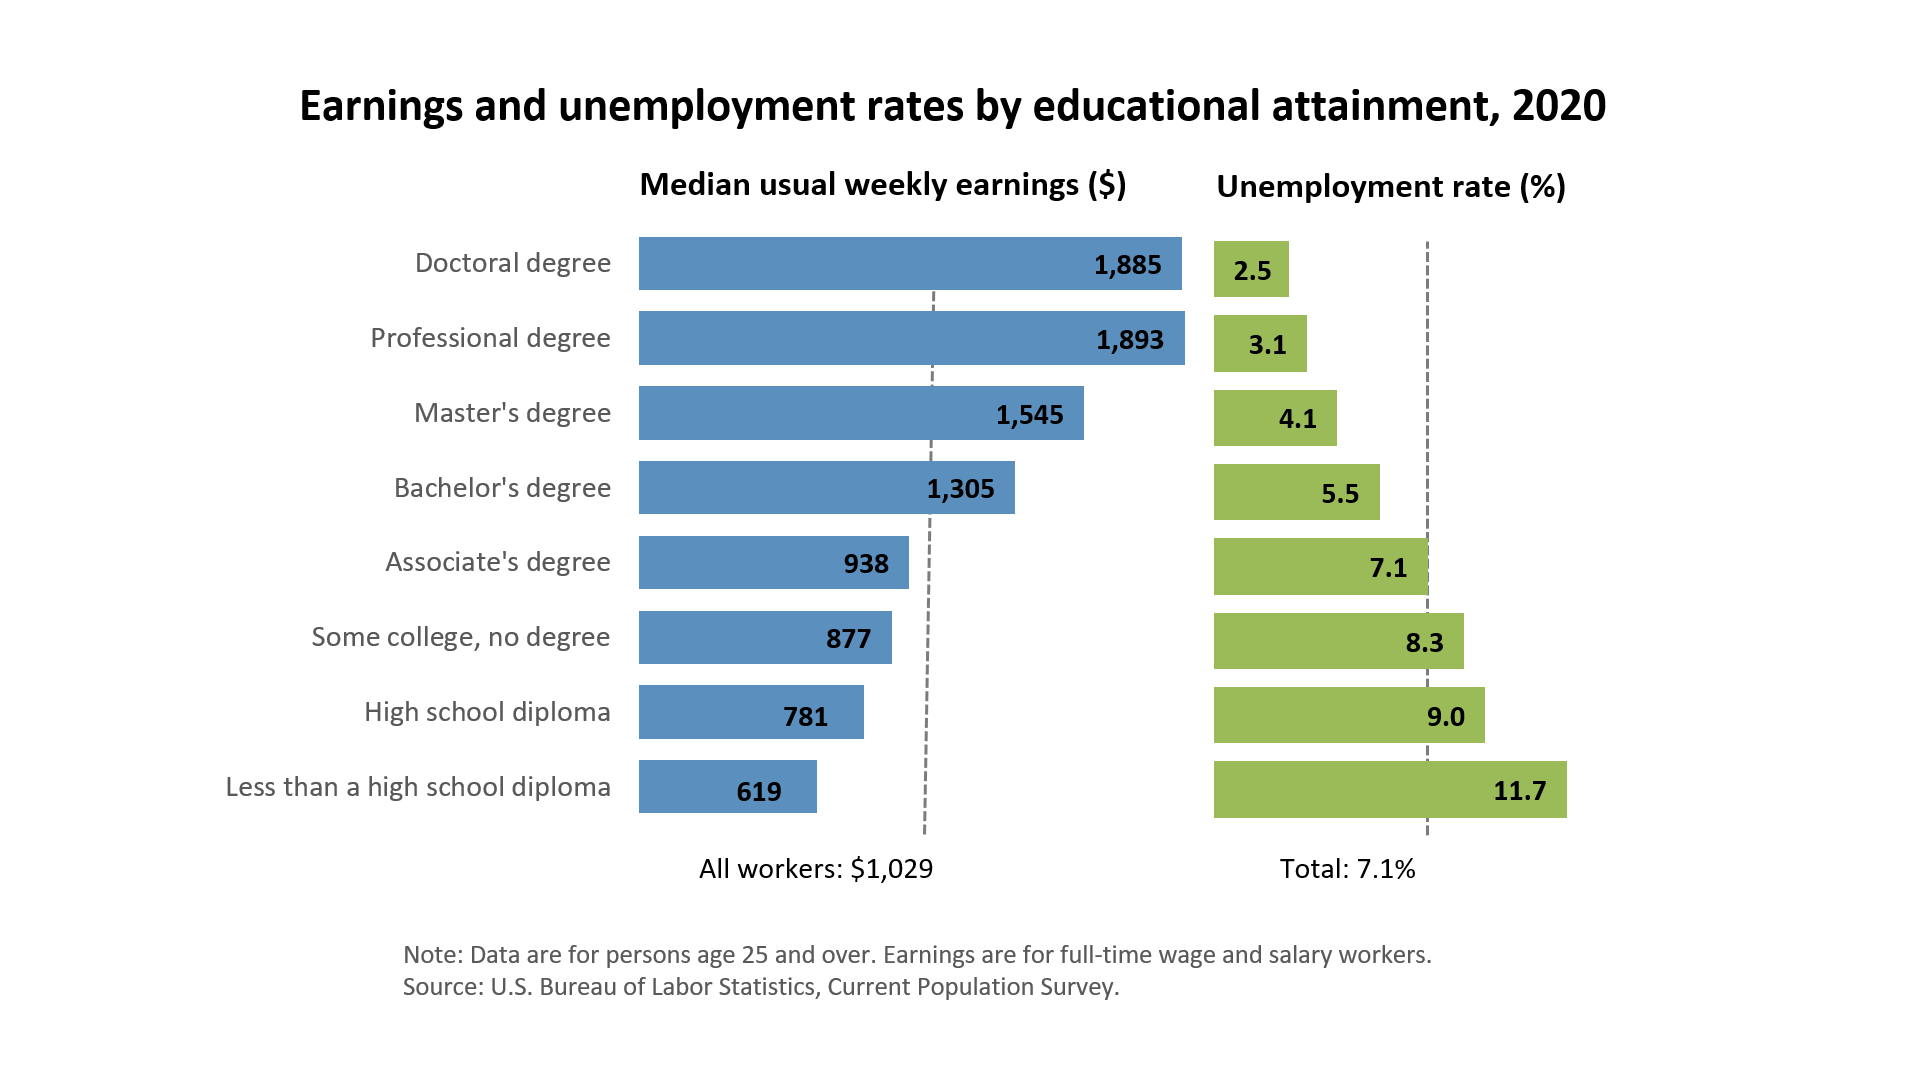 Earnings and unemployment rates by educational attainment, 2020
Median usual weekly earnings ($)
Unemployment rate (%)
Doctoral degree 1,885 2.5
Professional degree 1,893 3.1
Master's degree 1,545 4.1
Bachelor's degree 1,305 5.5
Associate's degree 938 7.1
Some college, no degree 877 8.3
High school diploma 781 9.0
Less than a high school diploma 619 11.7
All workers: $1,029
Total: 7.1%
Note: Data are for persons age 25 and over. Earnings are for full-time wage and salary workers.
Source: U.S. Bureau of Labor Statistics, Current Population Survey.